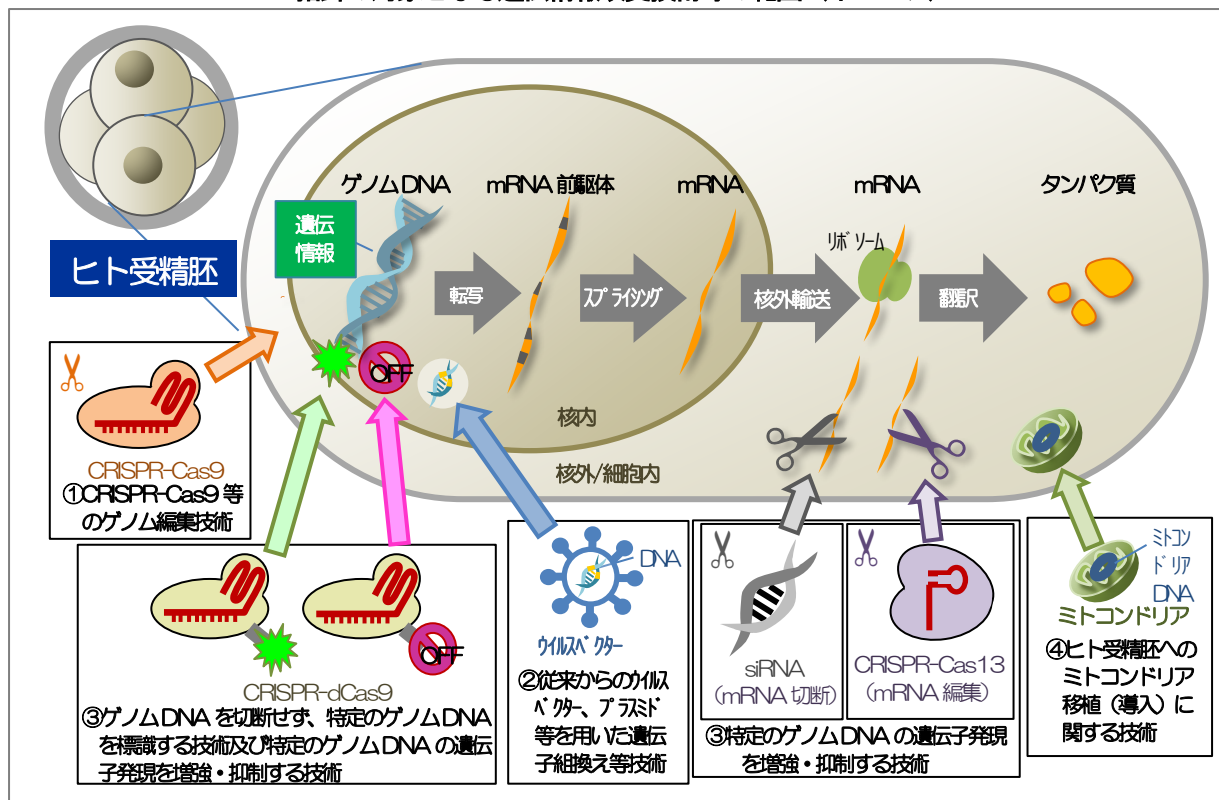 ゲノムDNA
mRNA 前駆体
mRNA
mRNA
タンパク質
遺伝
情報
リボソーム
ヒト受精胚
転写
スプライシング
核外輸送
翻訳
OFF
核内
核外/細胞内
CRISPR-Cas9
①CRISPR-Cas9 等
のゲノム編集技術
OFF
CRISPR-dCas9
③ゲノム DNA を切断せず、特定のゲノム DNA
を標識する技術及び特定のゲノム DNA の遺伝
子発現を増強・抑制する技術
DNA
ウイルスベクター
②従来からのウイルス
ベクター、プラスミド
等を用いた遺伝
子組換え等技術
siRNA
(mRNA 切断)
CRISPR-Cas13
(mRNA 編集)
③特定のゲノム DNA の遺伝子発現
を増強・抑制する技術
ミトコン
ドリア
DNA
ミトコンドリア
④ヒト受精胚への
ミトコンドリア
移植（導入）に
関する技術